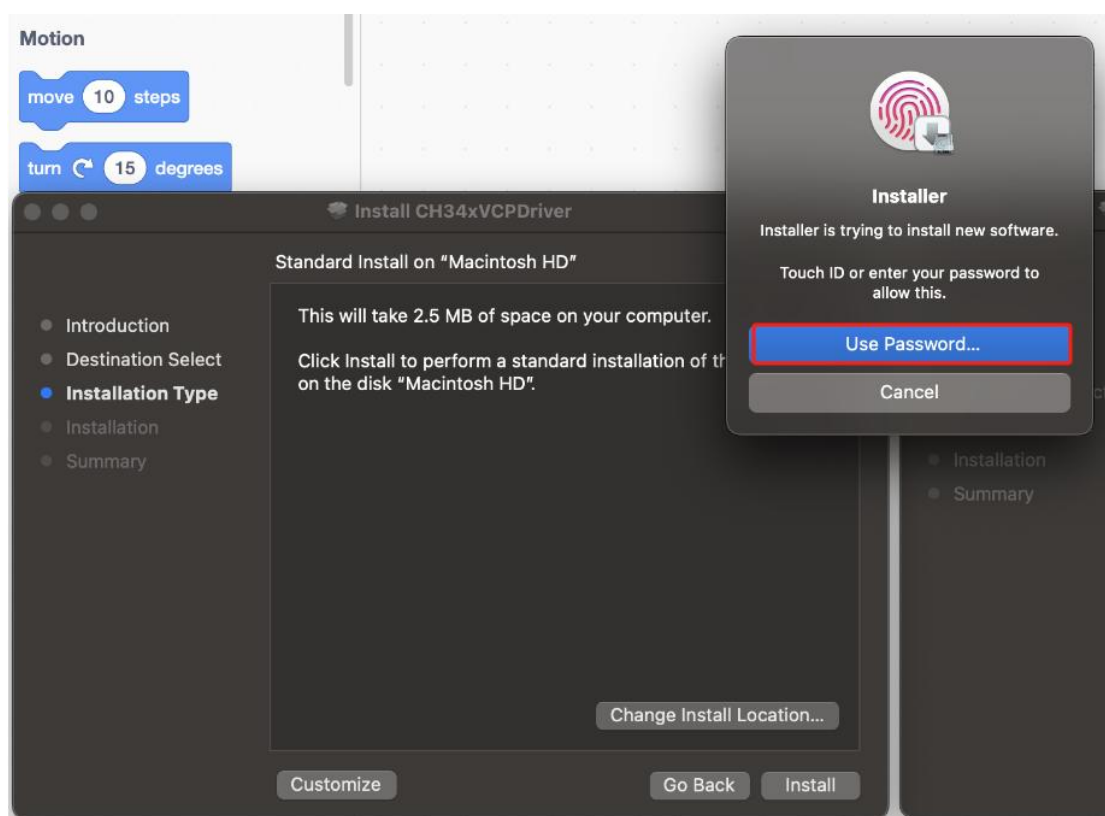 Motion
move 10 steps
turn 15 degrees
Install CH34xVCPDriver
Standard Install on “Macintosh HD”
Introduction
Destination Select
Installation Type
Installation
Summary
This will take 2.5 MB of space on your computer.
Click Install to perform a standard installation of
on the disk “Macintosh HD”.
Change Install Location...
Customize
Go Back
Install
Installer
Installer is trying to install new software.
Touch ID or enter your password to
allow this.
Use Password...
Cancel
Installation
Summary